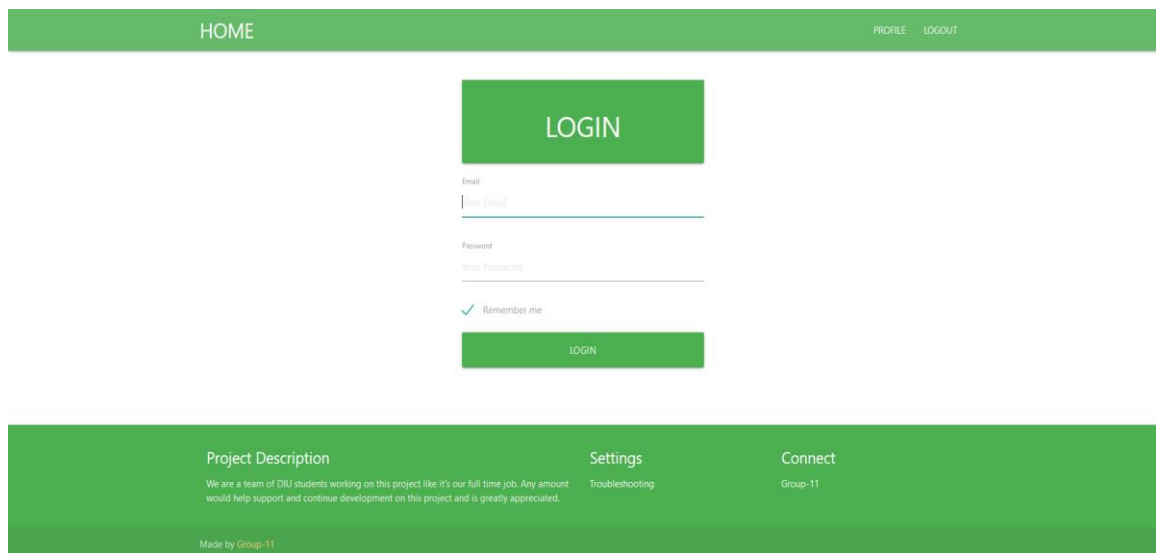 HOME
PROFILE LOGOUT
LOGIN
Email
Your Email
Password
Your Password
Remember me
LOGIN
Project Description
We are a team of DIU students working on this project like it's our full time job. Any amount
would help support and continue development on this project and is greatly appreciated.
Settings
Troubleshooting
Connect
Group-11
Made by Group-11